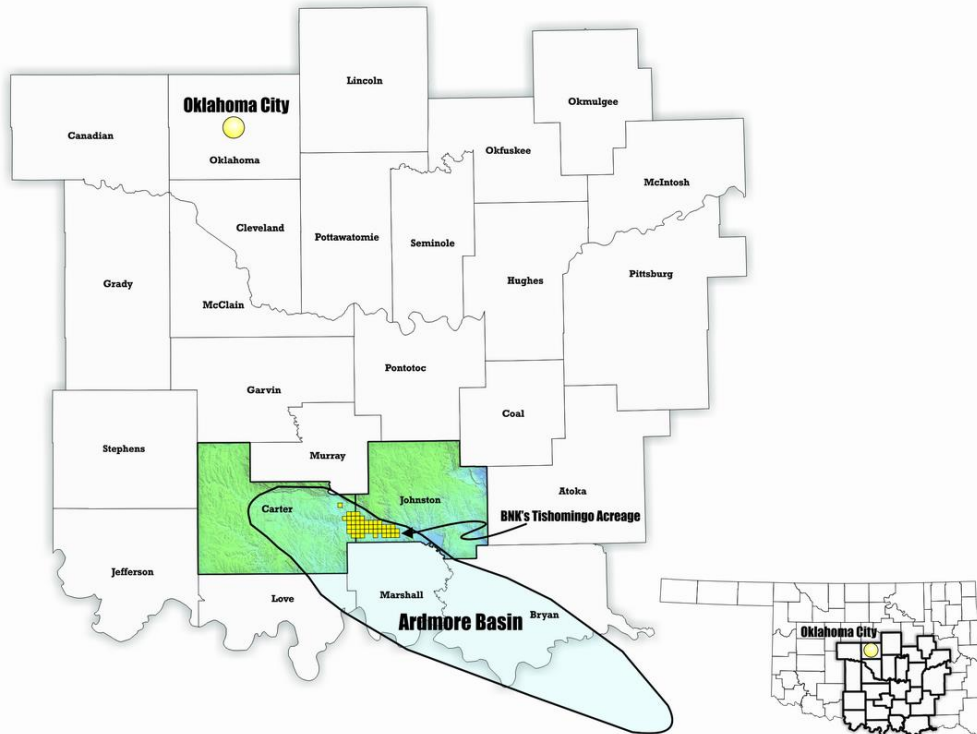 Lincoln
Okmulgee
Oklahoma City
Canadian
Oklahoma
Okfuskee
McIntosh
Cleveland
Pottawatomie
Seminole
Hughes
Pittsburg
Grady
McClain
Pontotoc
Garvin
Coal
Stephens
Murray
Atoka
Johnston
Carter
BNK's Tishomingo Acreage
Jefferson
Love
Marshall
Bryan
Ardmore Basin
Oklahoma City